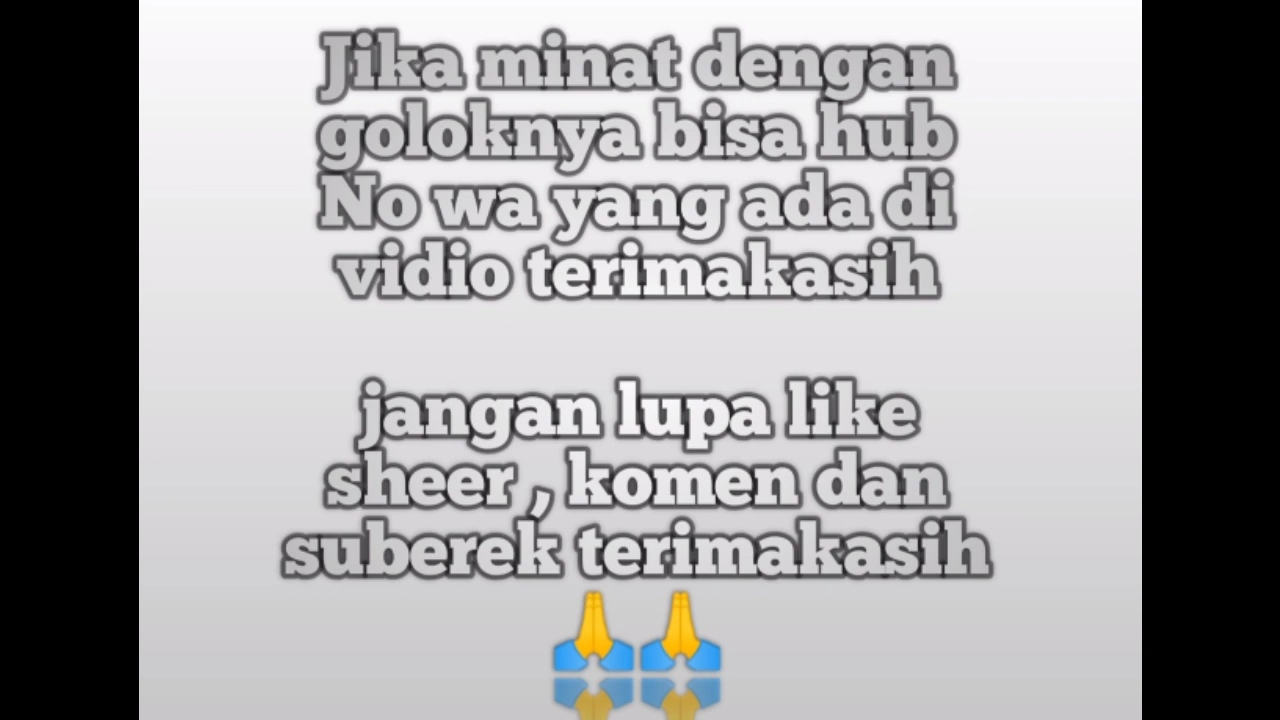 Jika minat dengan
goloknya bisa hub
No wa yang ada di
vidio terimakasih
jangan lupa like
sheer , komen dan
suberek terimakasih
🙏🙏